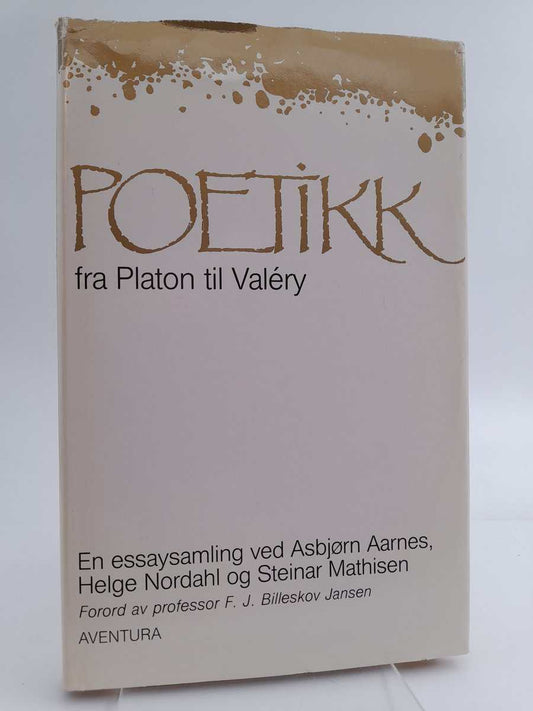 POETIKK
fra Platon til Valéry
En essaysamling ved Asbjørn Aarnes,
Helge Nordahl og Steinar Mathisen
Forord av professor F. J. Billeskov Jansen
AVENTURA